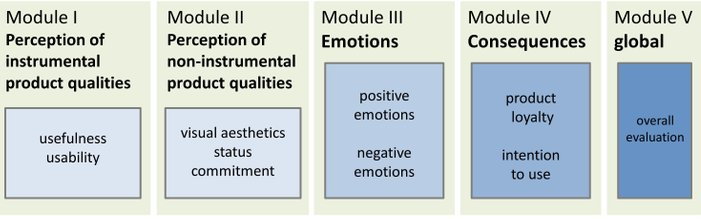 Module I
Perception of
instrumental
product qualities
usefulness
usability
Module II
Perception of
non-instrumental
product qualities
visual aesthetics
status
commitment
Module III
Emotions
positive
emotions
negative
emotions
Module IV
Consequences
product
loyalty
intention
to use
Module V
global
overall
evaluation